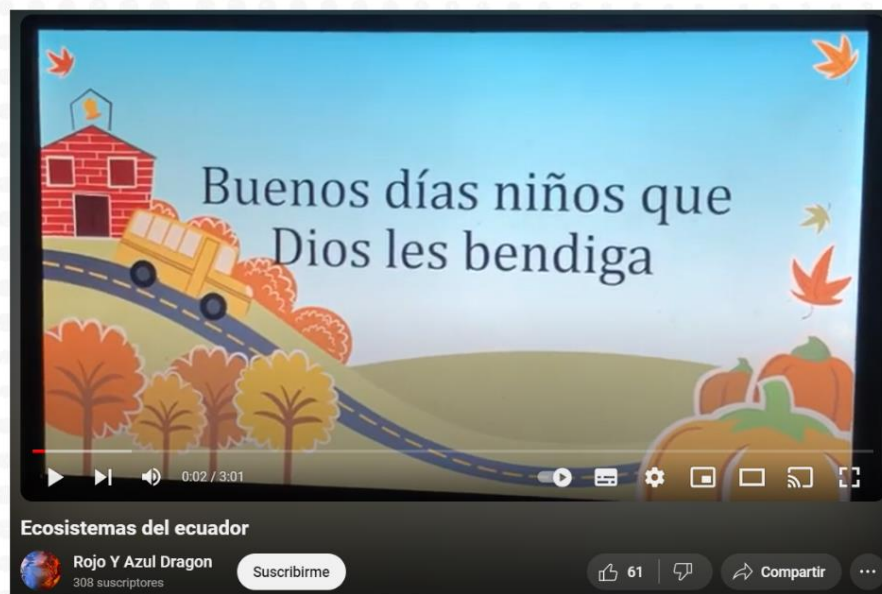 Buenos días niños que
Dios les bendiga
0:02 / 3:01
Ecosistemas del ecuador
Rojo Y Azul Dragon
308 suscriptores
Suscribirme
61
Compartir